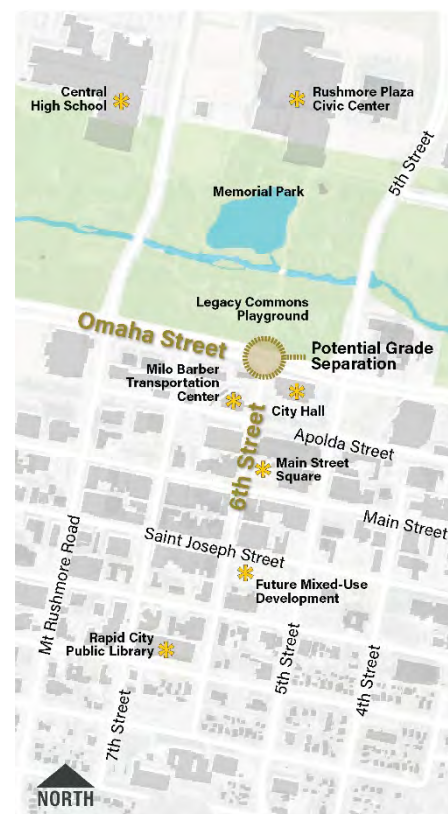 Central
High School
Rushmore Plaza
Civic Center
5th Street
Memorial Park
Legacy Commons
Playground
Omaha Street
Potential Grade
Separation
Milo Barber
Transportation
Center
City Hall
Apolda Street
6th Street
Main Street
Square
Main Street
Saint Joseph Street
Future Mixed-Use
Development
Mt Rushmore Road
Rapid City
Public Library
5th Street
4th Street
7th Street
NORTH